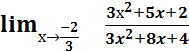 lim x→ −2/3 (3x²+5x+2)/(3x²+8x+4)